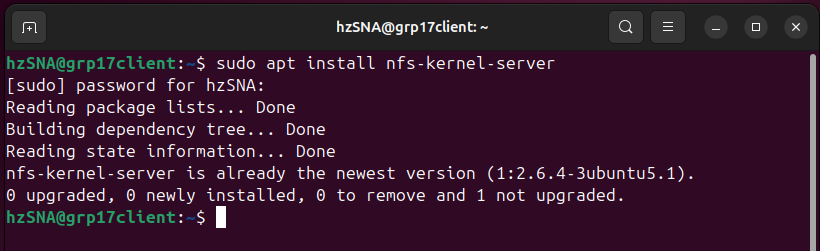 hzSNA@grp17client: ~
hzSNA@grp17client:~$ sudo apt install nfs-kernel-server
[sudo] password for hzSNA:
Reading package lists... Done
Building dependency tree... Done
Reading state information... Done
nfs-kernel-server is already the newest version (1:2.6.4-3ubuntu5.1).
0 upgraded, 0 newly installed, 0 to remove and 1 not upgraded.
hzSNA@grp17client:~$